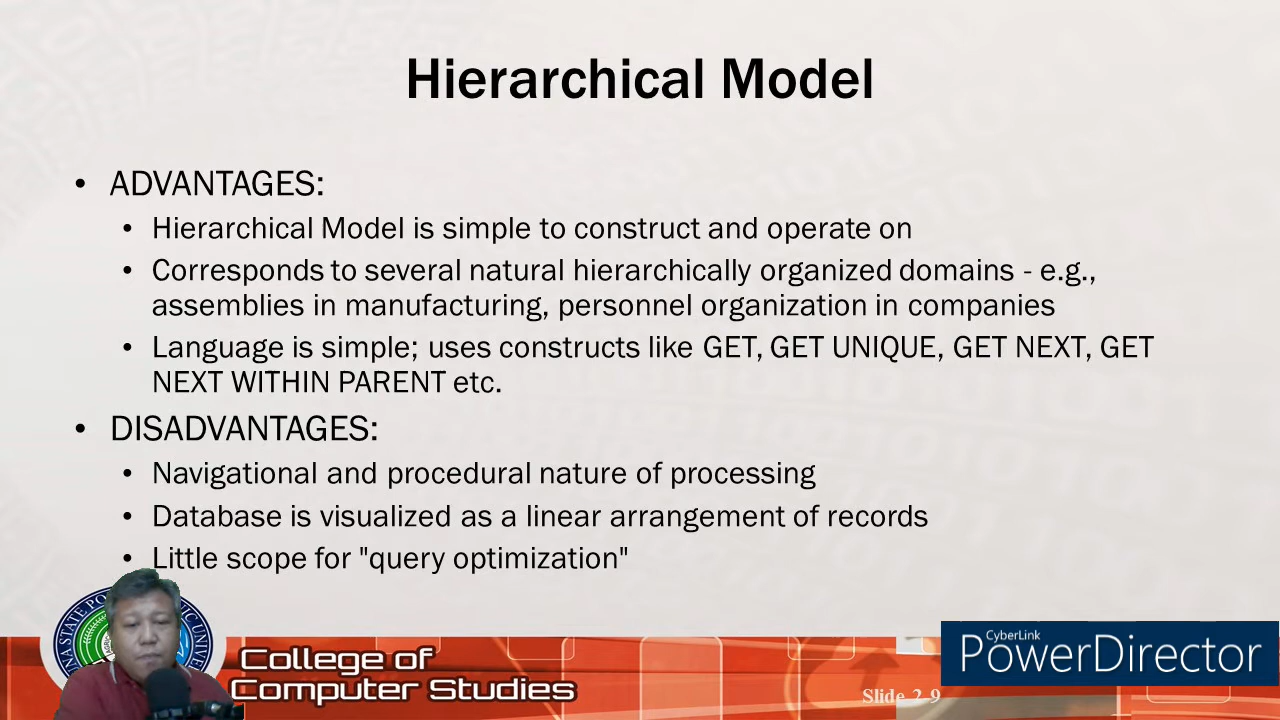 Hierarchical Model
• ADVANTAGES:
• Hierarchical Model is simple to construct and operate on
• Corresponds to several natural hierarchically organized domains - e.g.,
assemblies in manufacturing, personnel organization in companies
• Language is simple; uses constructs like GET, GET UNIQUE, GET NEXT, GET
NEXT WITHIN PARENT etc.
• DISADVANTAGES:
• Navigational and procedural nature of processing
• Database is visualized as a linear arrangement of records
• Little scope for "query optimization"
College of
Computer Studies
Slide 2-9
CyberLink
PowerDirector